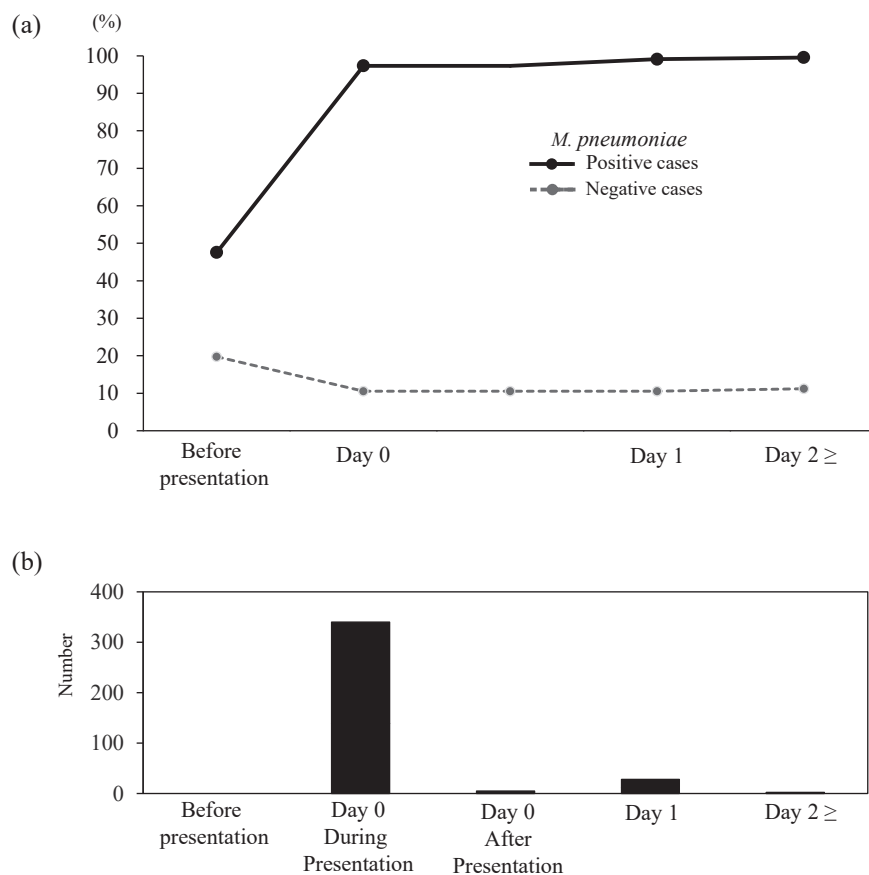 (a)
(%)
100
90
80
70
60
50
40
30
20
10
0
M. pneumoniae
Positive cases
Negative cases
Before
presentation
Day 0
Day 1
Day 2 ≥
(b)
Number
400
300
200
100
0
Before
presentation
Day 0
During
Presentation
Day 0
After
Presentation
Day 1
Day 2 ≥